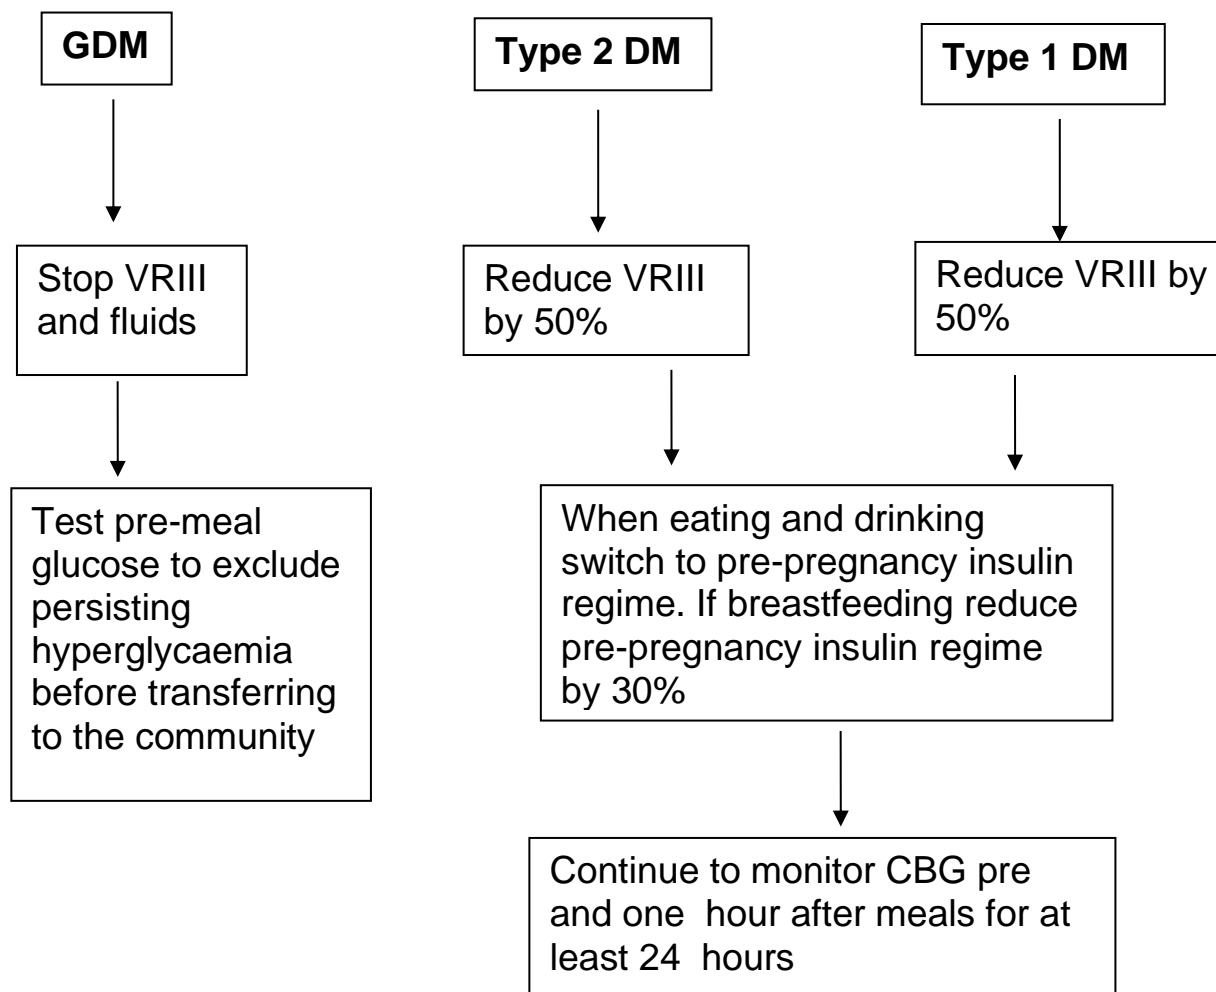 GDM
Type 2 DM
Type 1 DM
Stop VRIII
and fluids
Reduce VRIII
by 50%
Reduce VRIII by
50%
Test pre-meal
glucose to exclude
persisting
hyperglycaemia
before transferring
to the community
When eating and drinking
switch to pre-pregnancy insulin
regime. If breastfeeding reduce
pre-pregnancy insulin regime
by 30%
Continue to monitor CBG pre
and one  hour after meals for at
least 24  hours